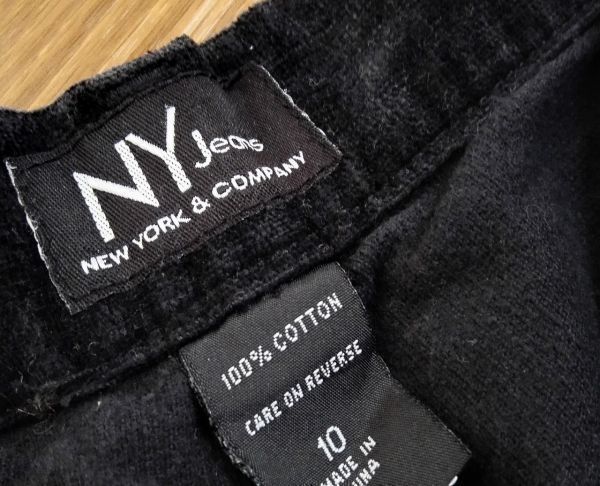 NY Jeans
NEW YORK & COMPANY
100% COTTON
CARE ON REVERSE
10
MADE IN